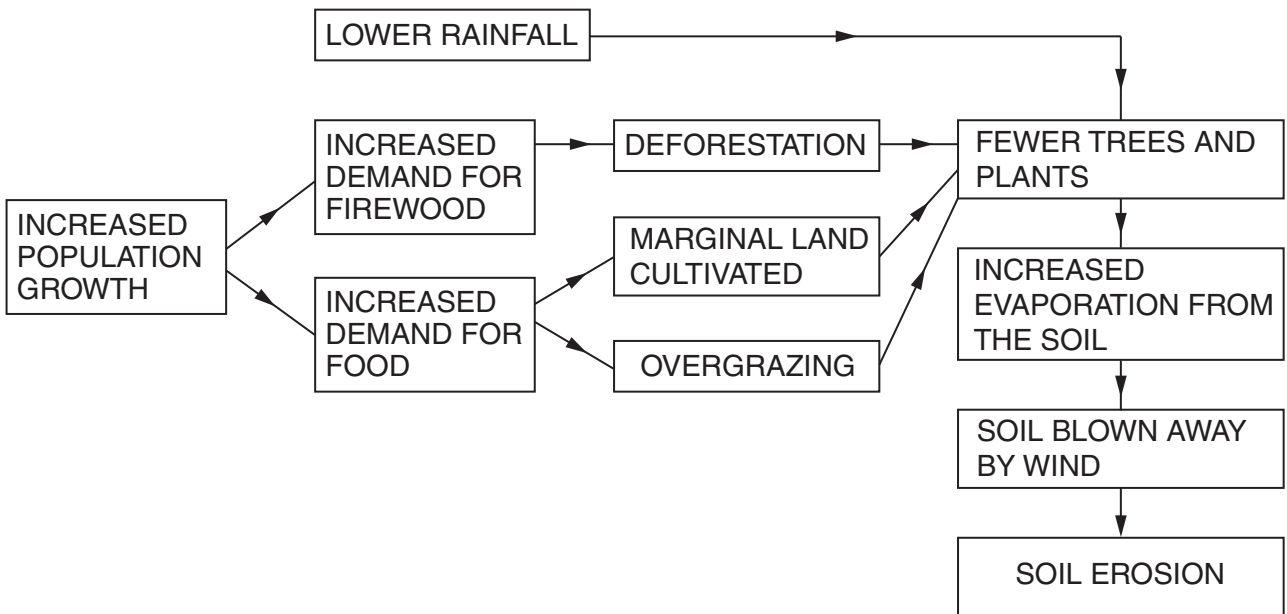 LOWER RAINFALL
INCREASED
DEMAND FOR
FIREWOOD
DEFORESTATION
FEWER TREES AND
PLANTS
INCREASED
POPULATION
GROWTH
MARGINAL LAND
CULTIVATED
INCREASED
EVAPORATION FROM
THE SOIL
INCREASED
DEMAND FOR
FOOD
OVERGRAZING
SOIL BLOWN AWAY
BY WIND
SOIL EROSION